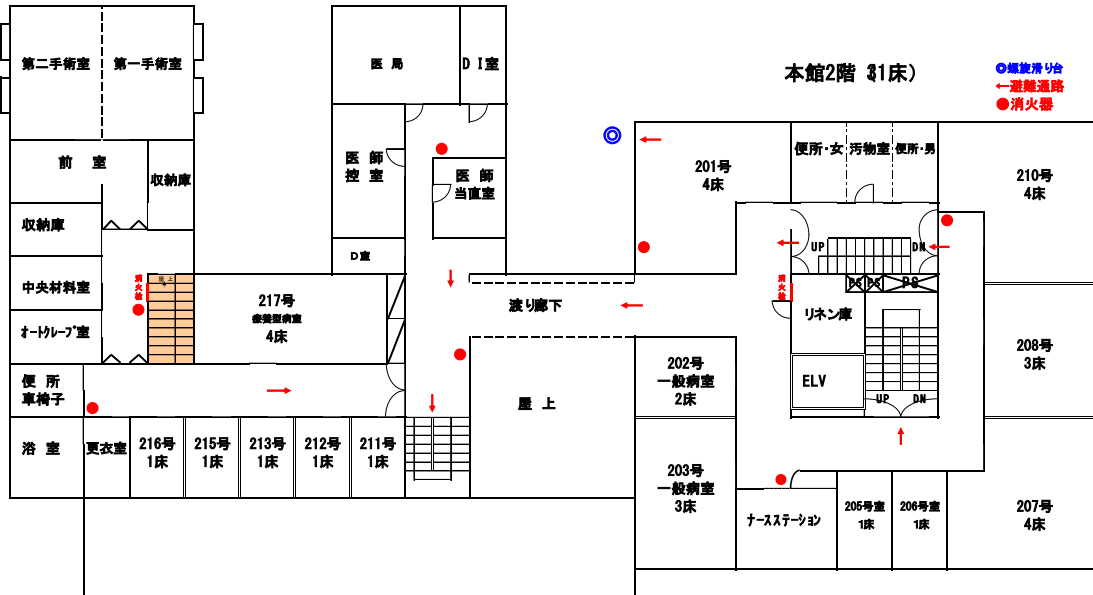 本館2階 (31床)
◎螺旋滑り台
←避難通路
●消火器
第二手術室
第一手術室
医局
DI室
前室
収納庫
収納庫
中央材料室
オートクレーブ室
消火栓
屋上
医師
控室
医師
当直室
D室
217号
療養型病室
4床
渡り廊下
屋上
便所
車椅子
浴室
更衣室
216号
1床
215号
1床
213号
1床
212号
1床
211号
1床
201号
4床
便所・女
汚物室
便所・男
210号
4床
UP
DN
消火栓
PS
PS
PS
リネン庫
ELV
UP
DN
202号
一般病室
2床
208号
3床
203号
一般病室
3床
ナースステーション
205号室
1床
206号室
1床
207号
4床